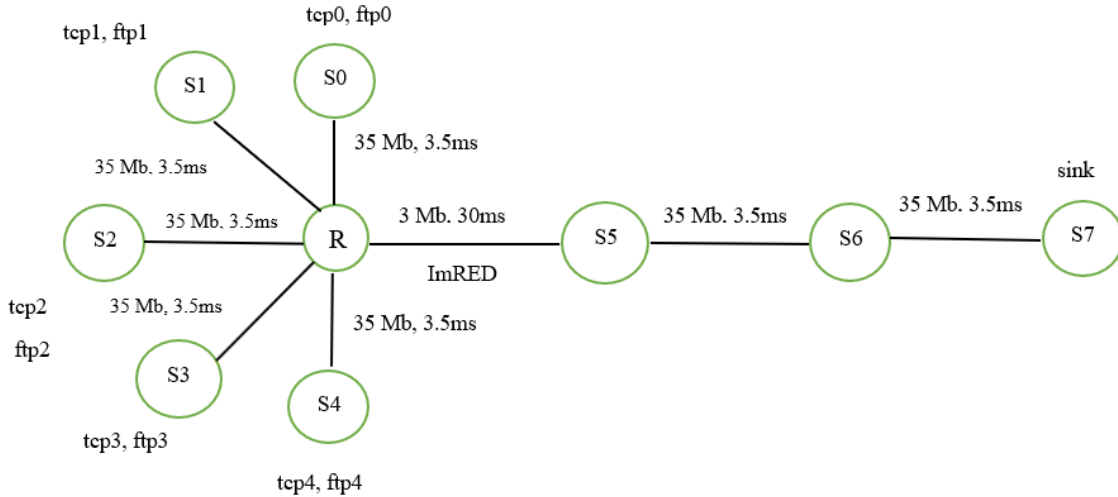 tcp0, ftp0
tcp1, ftp1
S0
S1
35 Mb, 3.5ms
35 Mb, 3.5ms
sink
35 Mb, 3.5ms
3 Mb. 30ms
35 Mb. 3.5ms
35 Mb. 3.5ms
S2
R
S5
S6
S7
ImRED
tcp2
35 Mb, 3.5ms
35 Mb, 3.5ms
ftp2
S3
S4
tcp3, ftp3
tcp4, ftp4